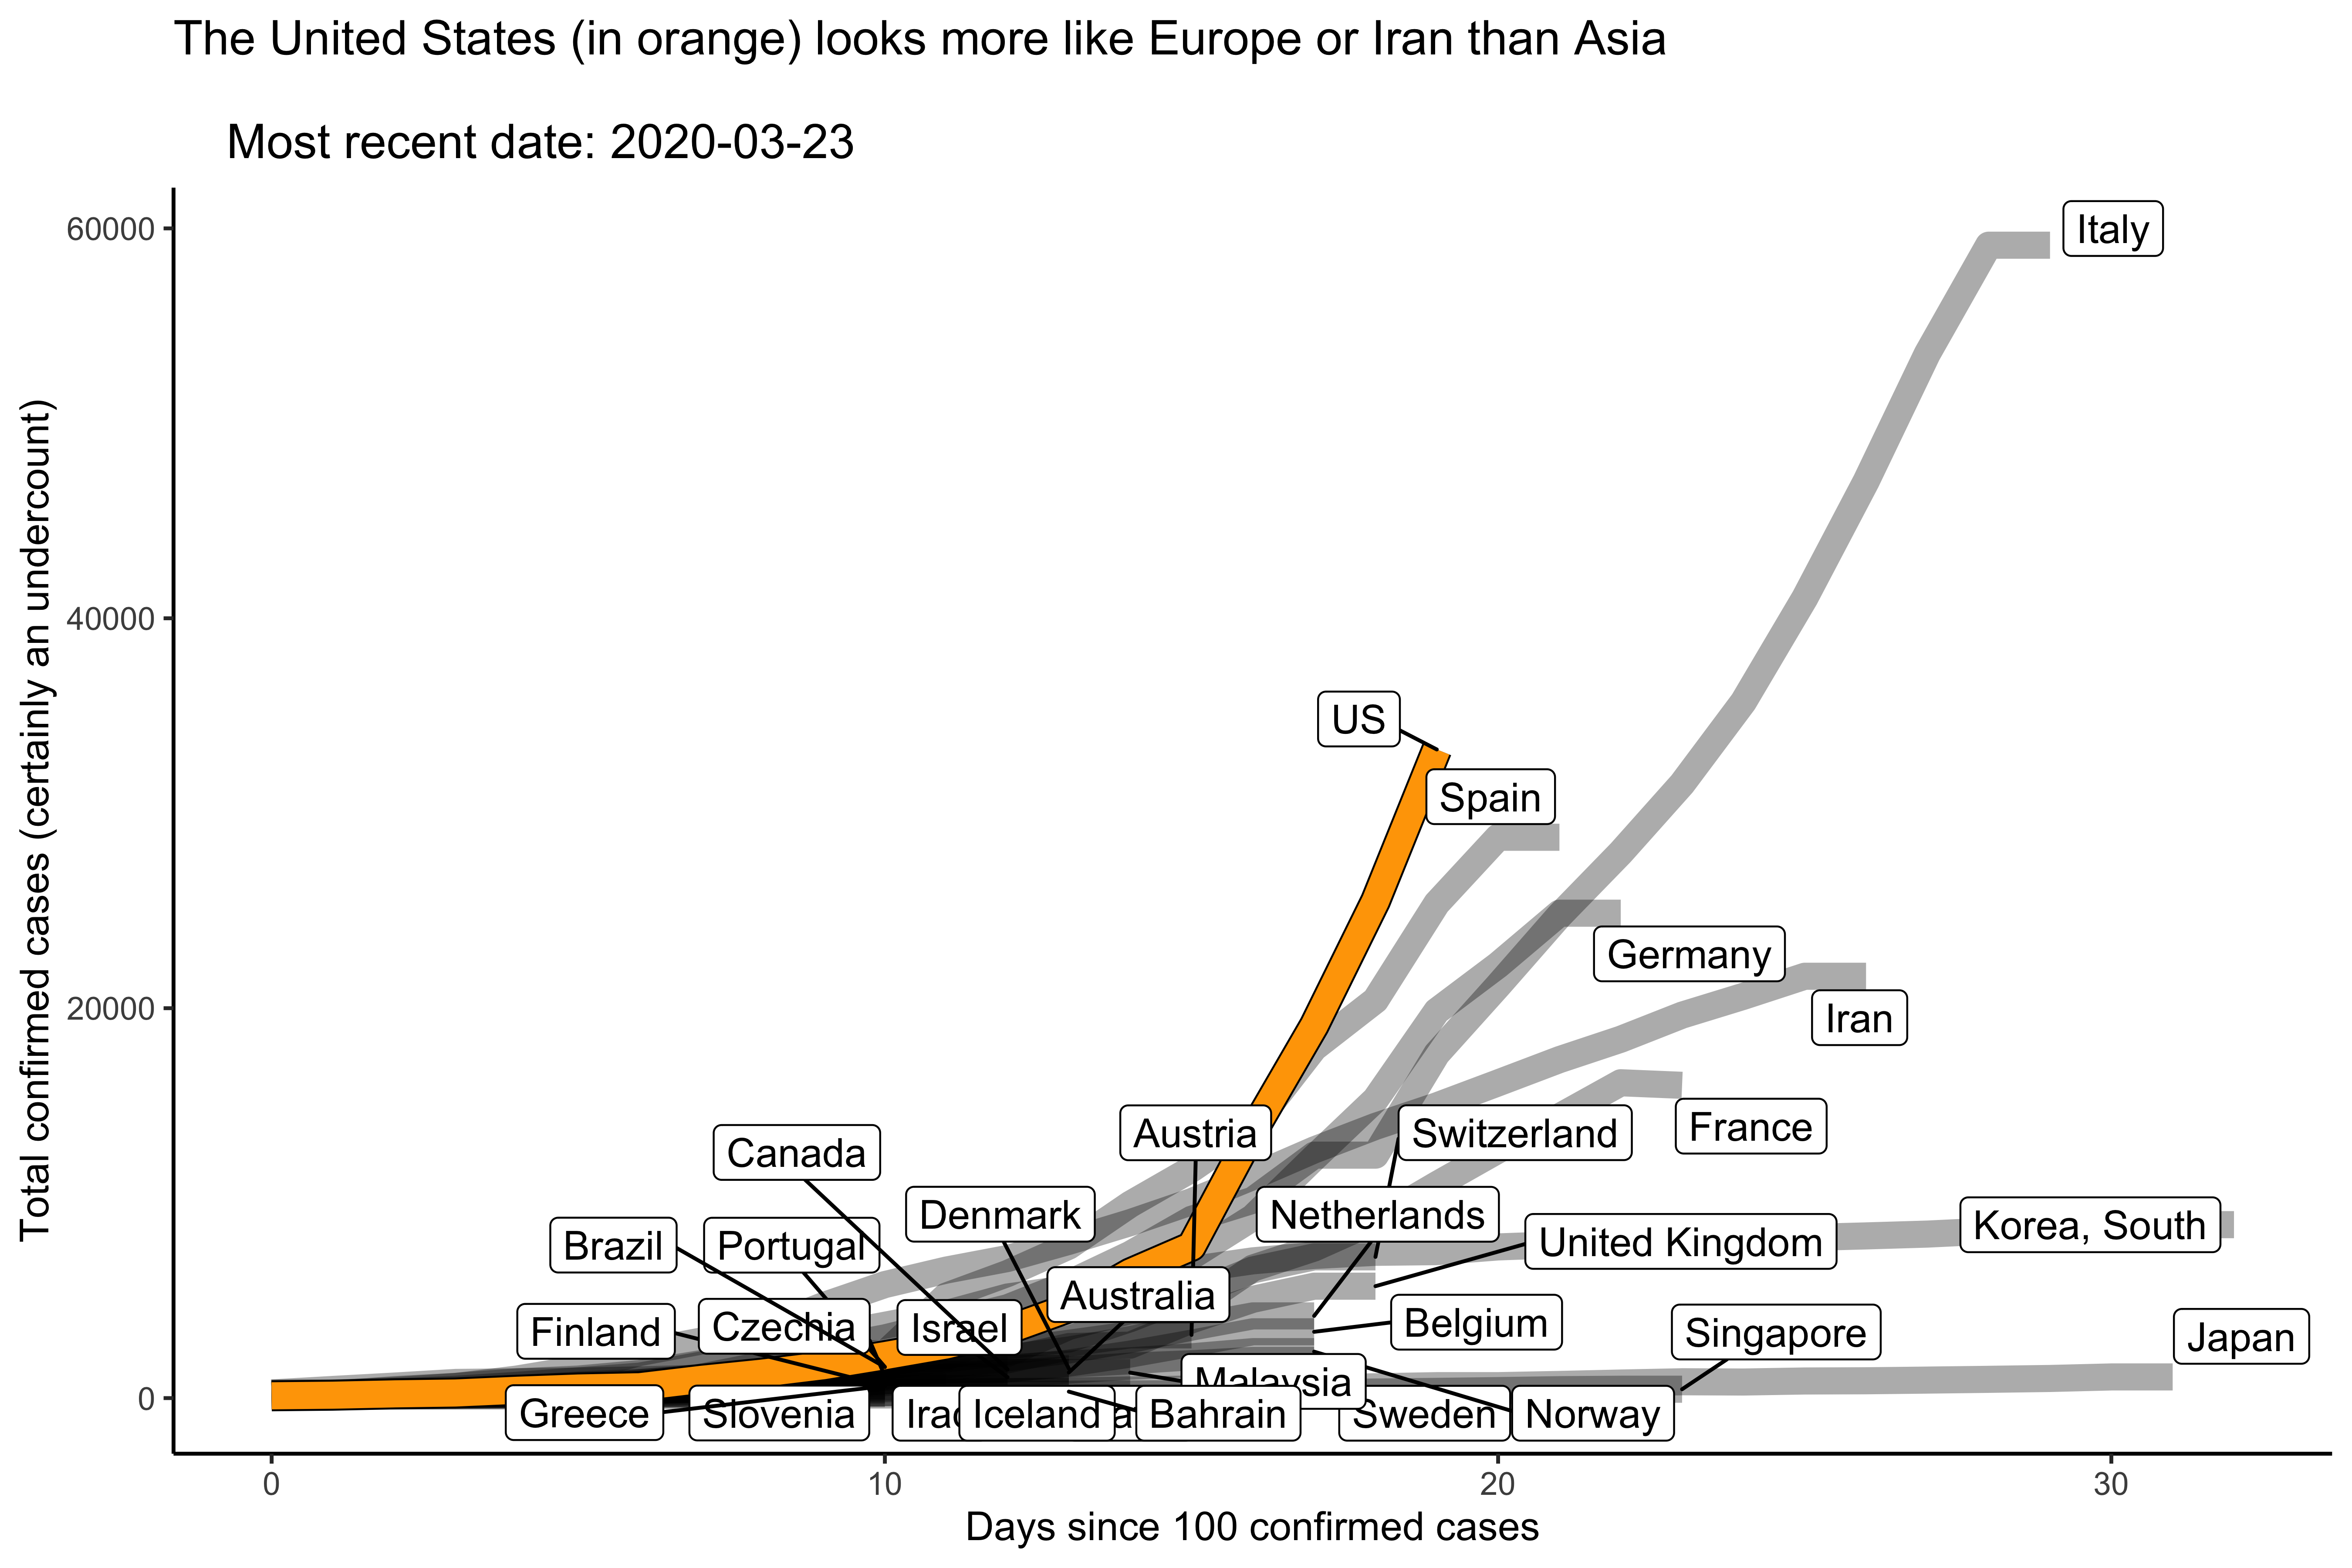 The United States (in orange) looks more like Europe or Iran than Asia
Most recent date: 2020-03-23
Total confirmed cases (certainly an undercount)
60000
40000
20000
0
Italy
US
Spain
Germany
Iran
France
Austria
Switzerland
Canada
Denmark
Netherlands
Brazil
Portugal
United Kingdom
Korea, South
Australia
Finland
Czechia
Israel
Belgium
Singapore
Japan
Malaysia
Greece
Slovenia
Iceland
Bahrain
Sweden
Norway
0
10
20
30
Days since 100 confirmed cases